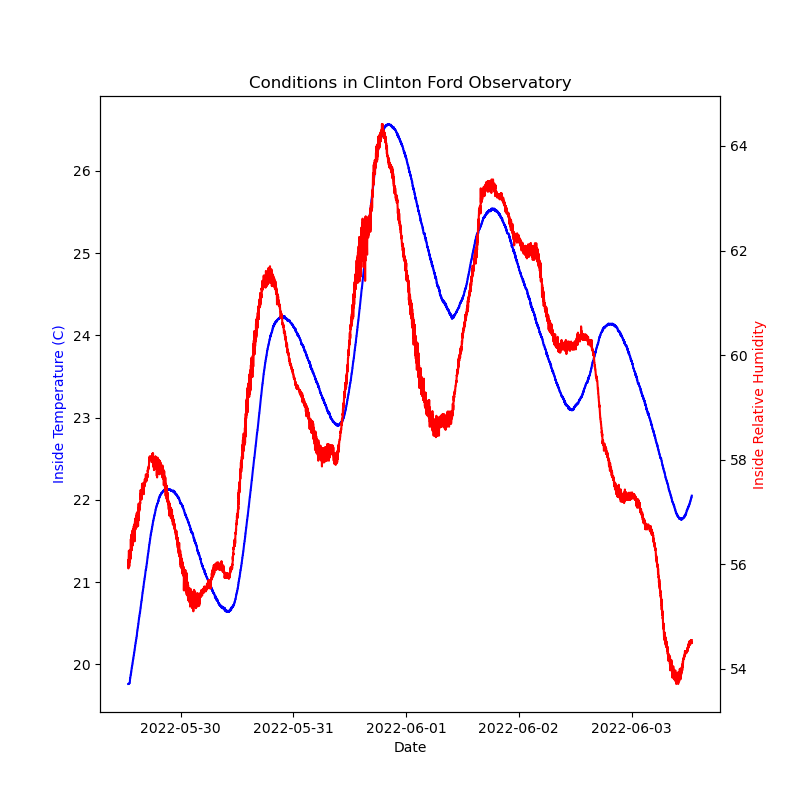 Conditions in Clinton Ford Observatory
26
25
24
23
22
21
20
Inside Temperature (C)
64
62
60
58
56
54
Inside Relative Humidity
2022-05-30 2022-05-31 2022-06-01 2022-06-02 2022-06-03
Date